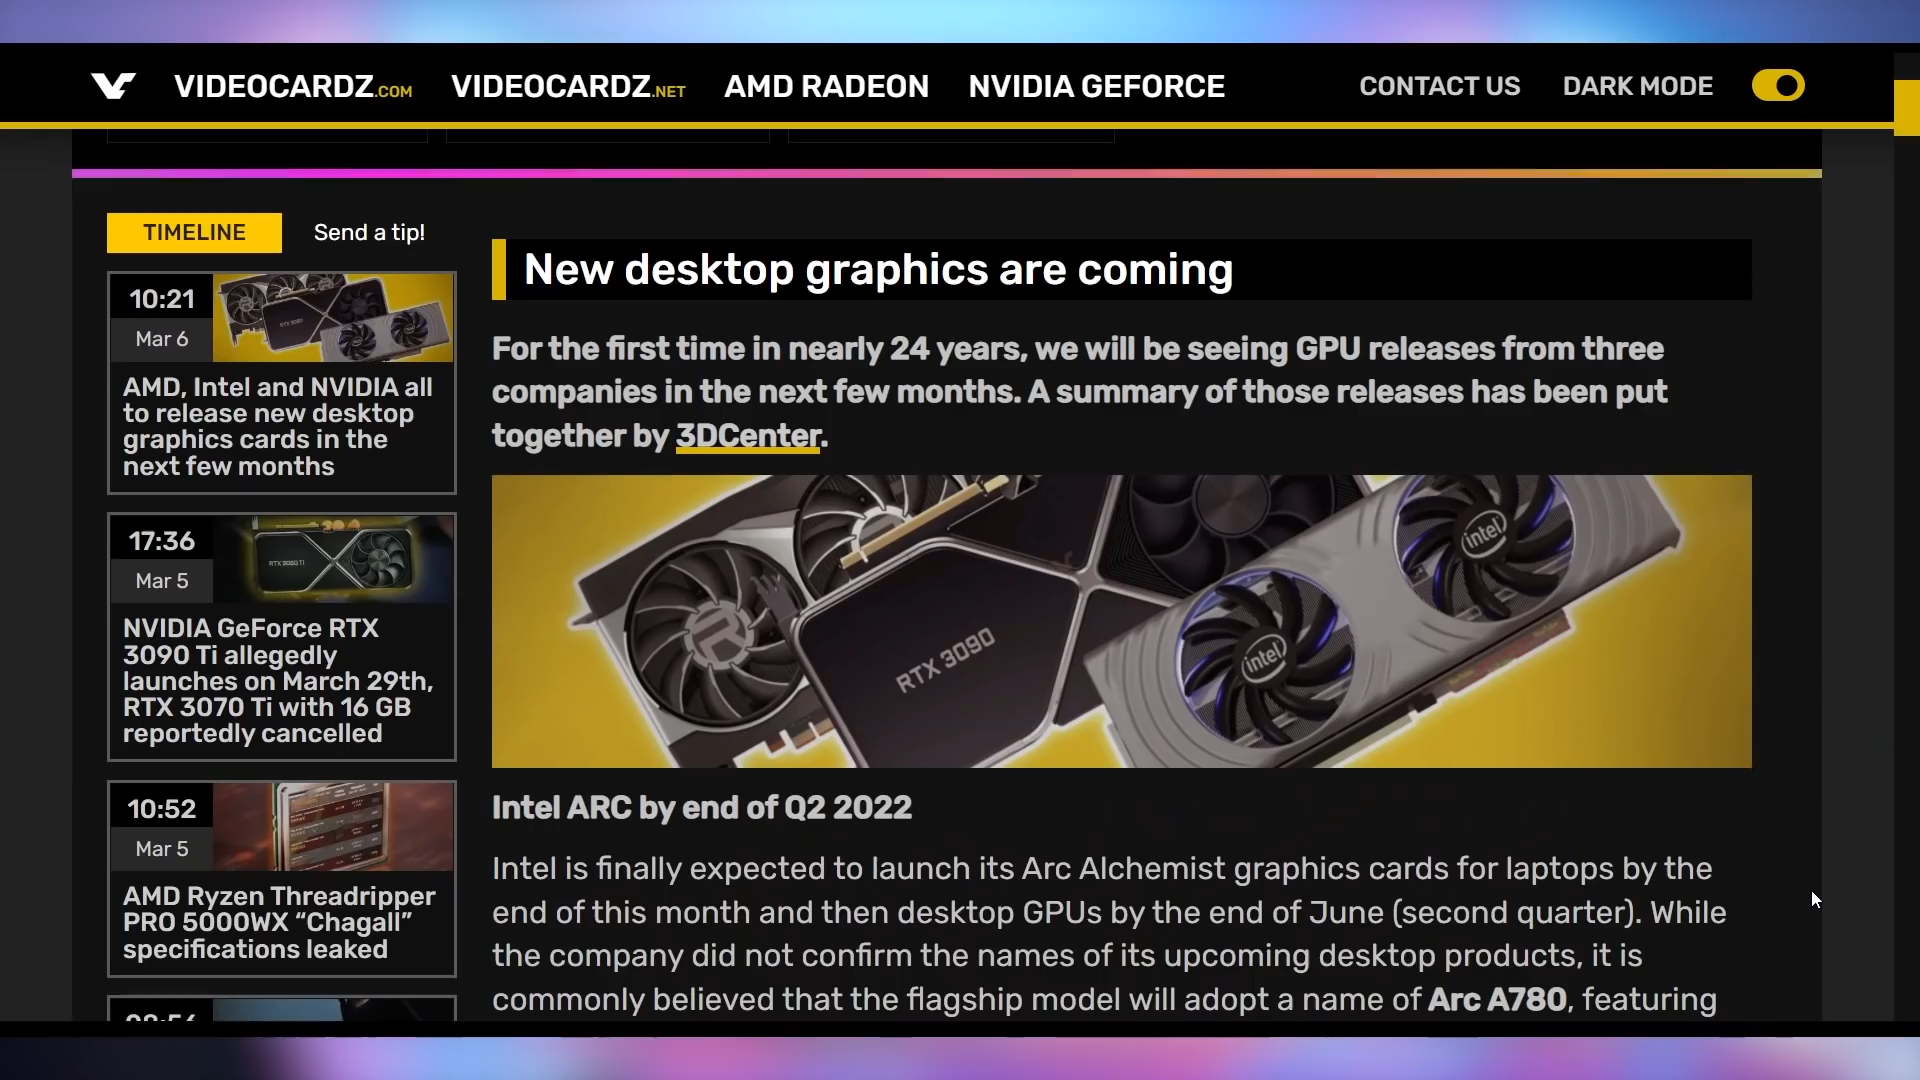 VIDEOCARDZ.COM VIDEOCARDZ.NET AMD RADEON NVIDIA GEFORCE CONTACT US DARK MODE
TIMELINE Send a tip!
10:21
Mar 6
AMD, Intel and NVIDIA all
to release new desktop
graphics cards in the
next few months
17:36
Mar 5
RTX 3090 TI
NVIDIA GeForce RTX
3090 Ti allegedly
launches on March 29th,
RTX 3070 Ti with 16 GB
reportedly cancelled
10:52
Mar 5
AMD Ryzen Threadripper
PRO 5000WX “Chagall”
specifications leaked
New desktop graphics are coming
For the first time in nearly 24 years, we will be seeing GPU releases from three
companies in the next few months. A summary of those releases has been put
together by 3DCenter.
RTX 3090
intel
intel
Intel ARC by end of Q2 2022
Intel is finally expected to launch its Arc Alchemist graphics cards for laptops by the
end of this month and then desktop GPUs by the end of June (second quarter). While
the company did not confirm the names of its upcoming desktop products, it is
commonly believed that the flagship model will adopt a name of Arc A780, featuring